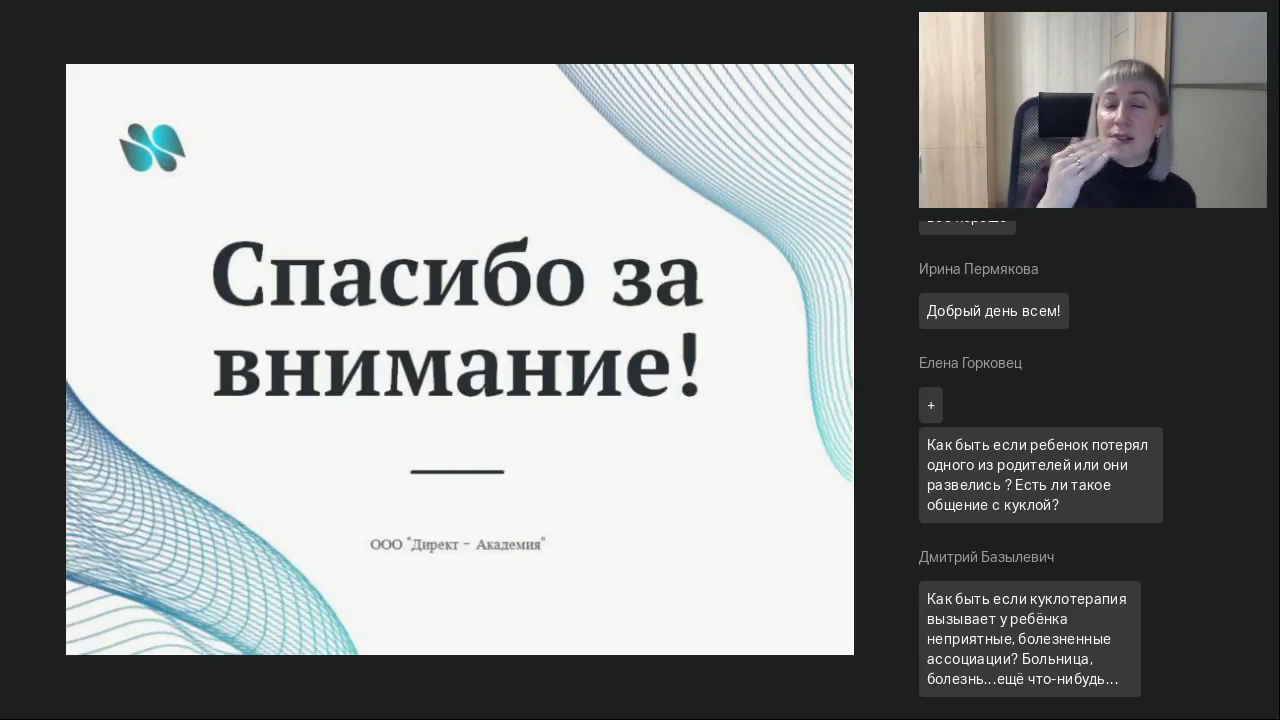 Спасибо за
внимание!
ООО "Директ - Академия"
Ирина Пермякова
Добрый день всем!
Елена Горковец
+
Как быть если ребенок потерял
одного из родителей или они
развелись ? Есть ли такое
общение с куклой?
Дмитрий Базылевич
Как быть если куклотерапия
вызывает у ребёнка
неприятные, болезненные
ассоциации? Больница,
болезнь...ещё что-нибудь...